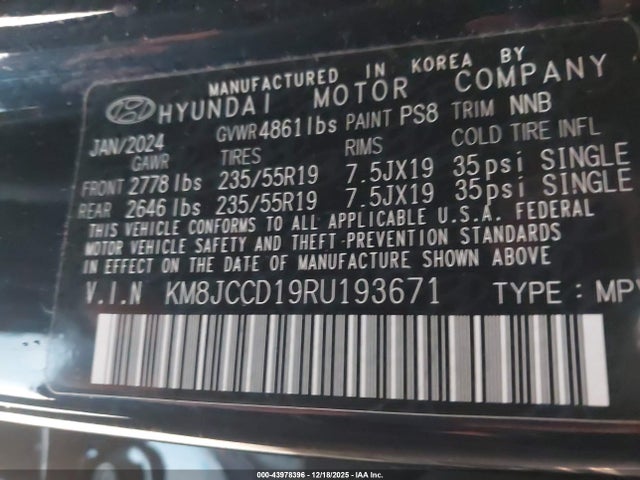 MANUFACTURED IN KOREA BY
HYUNDAI MOTOR COMPANY
JAN/2024 GVWR 4861 lbs PAINT PS8 TRIM NNB
GAWR TIRES RIMS COLD TIRE INFL
FRONT 2778 lbs 235/55R19 7.5JX19 35psi SINGLE
REAR 2646 lbs 235/55R19 7.5JX19 35psi SINGLE
THIS VEHICLE CONFORMS TO ALL APPLICABLE U.S.A. FEDERAL
MOTOR VEHICLE SAFETY AND THEFT-PREVENTION STANDARDS
IN EFFECT ON THE DATE OF MANUFACTURE SHOWN ABOVE
V.I.N KM8JCCD19RU193671 TYPE : MPV
00-43978396 - 12/18/2025 - IAAI